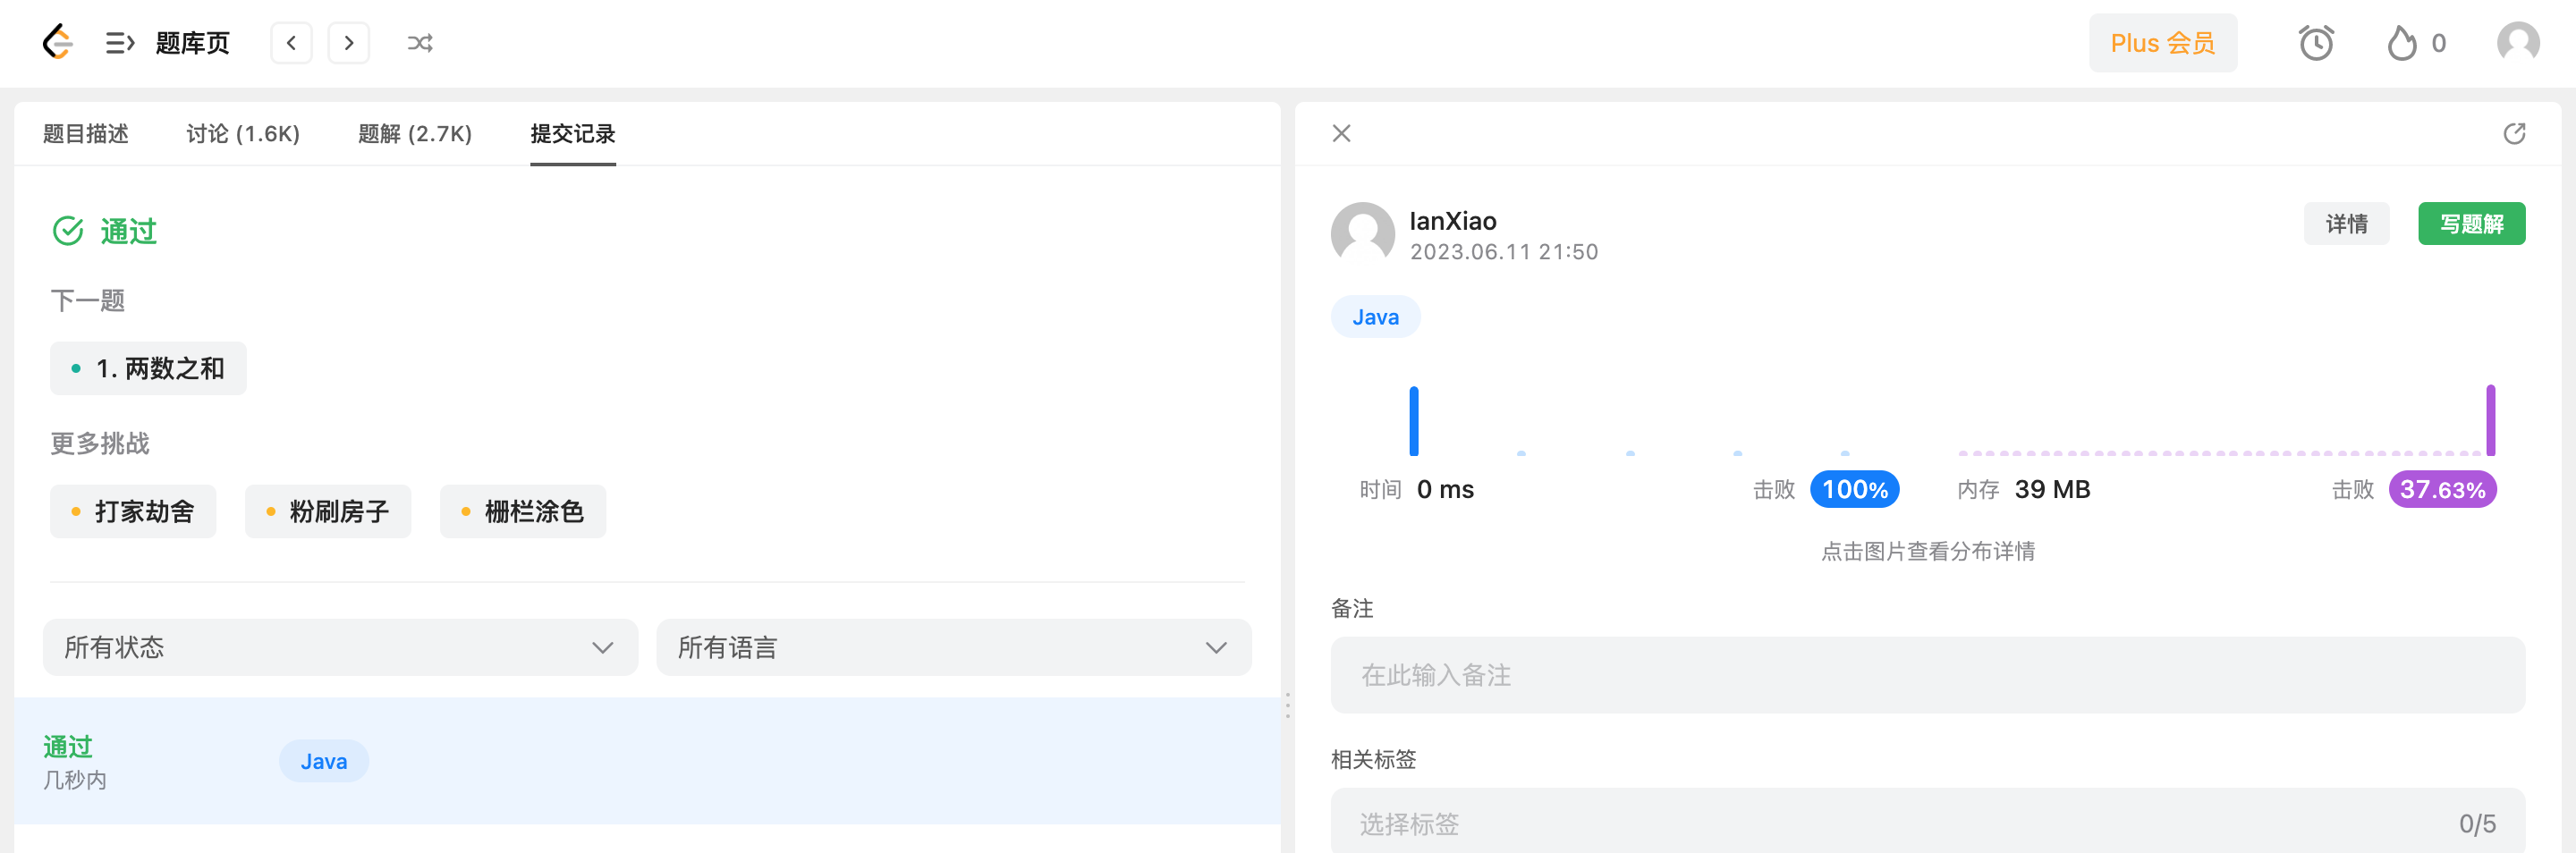 题库页
Plus 会员
0
题目描述 讨论 (1.6K) 题解 (2.7K) 提交记录
通过
下一题
1. 两数之和
更多挑战
打家劫舍 粉刷房子 栅栏涂色
所有状态 所有语言
通过
几秒内
Java
IanXiao
2023.06.11 21:50
详情 写题解
Java
时间 0 ms 击败 100% 内存 39 MB 击败 37.63%
点击图片查看分布详情
备注
在此输入备注
相关标签
选择标签 0/5